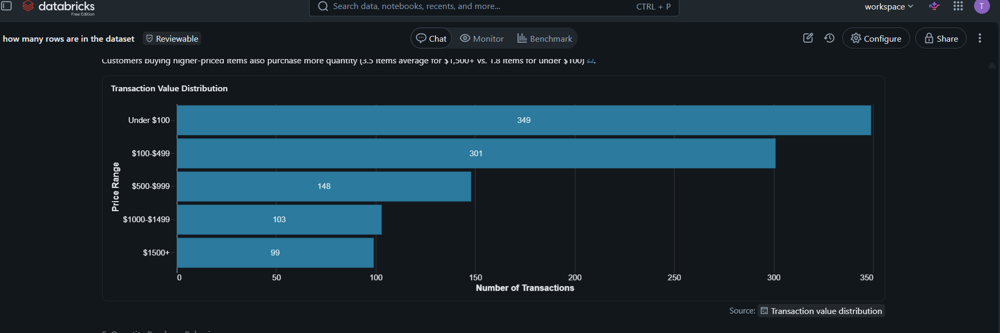 databricks
Free Edition
Search data, notebooks, recents, and more...
CTRL + P
workspace
T
how many rows are in the dataset
Reviewable
Chat
Monitor
Benchmark
Configure
Share
Customers buying higher-priced items also purchase more quantity (3.5 items average for $1,500+ vs. 1.8 items for under $100)
Transaction Value Distribution
Price Range
Under $100
349
$100-$499
301
$500-$999
148
$1000-$1499
103
$1500+
99
0 50 100 150 200 250 300 350
Number of Transactions
Source: Transaction value distribution